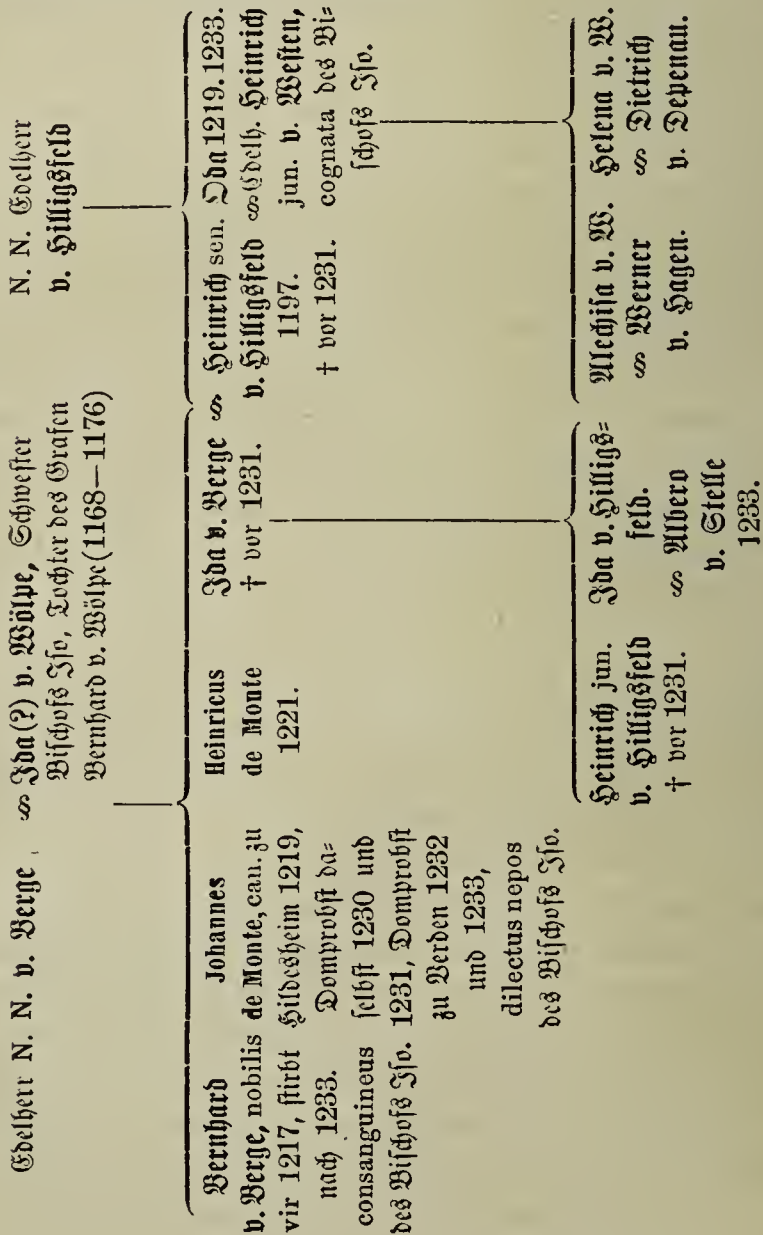 Edelherr N. N. v. Berge ⚭ Ida(?) v. Wölpe, Schwester
Bischofs Iso, Tochter des Grafen
Bernhard v. Wölpe (1168—1176)
N. N. Edelherr
v. Hilligsfeld
Bernhard
v. Berge, nobilis
vir 1217, stirbt
nach 1233.
consanguineus
des Bischofs Iso.
Johannes
de Monte, can. zu
Hildesheim 1219,
Domprobst da=
selbst 1230 und
1231, Domprobst
zu Verden 1232
und 1233,
dilectus nepos
des Bischofs Iso.
Heinricus
de Monte
1221.
Ida v. Berge ⚭
† vor 1231.
Heinrich sen.
v. Hilligsfeld
1197.
† vor 1231.
Oda 1219. 1233.
⚭ Edelh. Heinrich
jun. v. Westen,
cognata des Bi=
schofs Iso.
Heinrich jun.
v. Hilligsfeld
† vor 1231.
Ida v. Hilligs=
feld.
⚭ Albero
v. Stelle
1233.
Alechisa v. W.
⚭ Werner
v. Hagen.
Helena v. W.
⚭ Dietrich
v. Depenau.